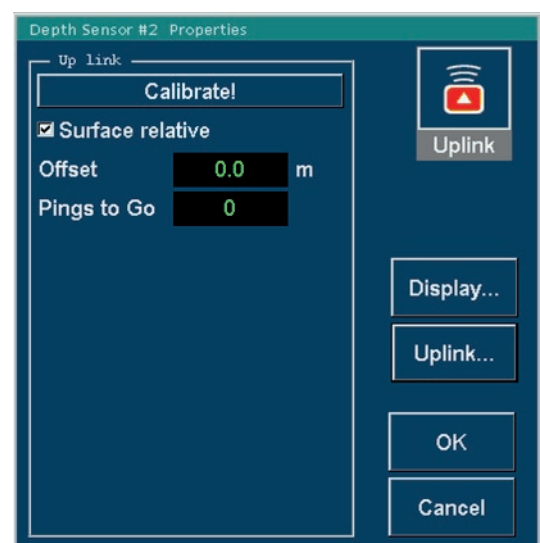 Depth Sensor #2 Properties
Up link
Calibrate!
Surface relative
Offset 0.0 m
Pings to Go 0
Uplink
Display...
Uplink...
OK
Cancel